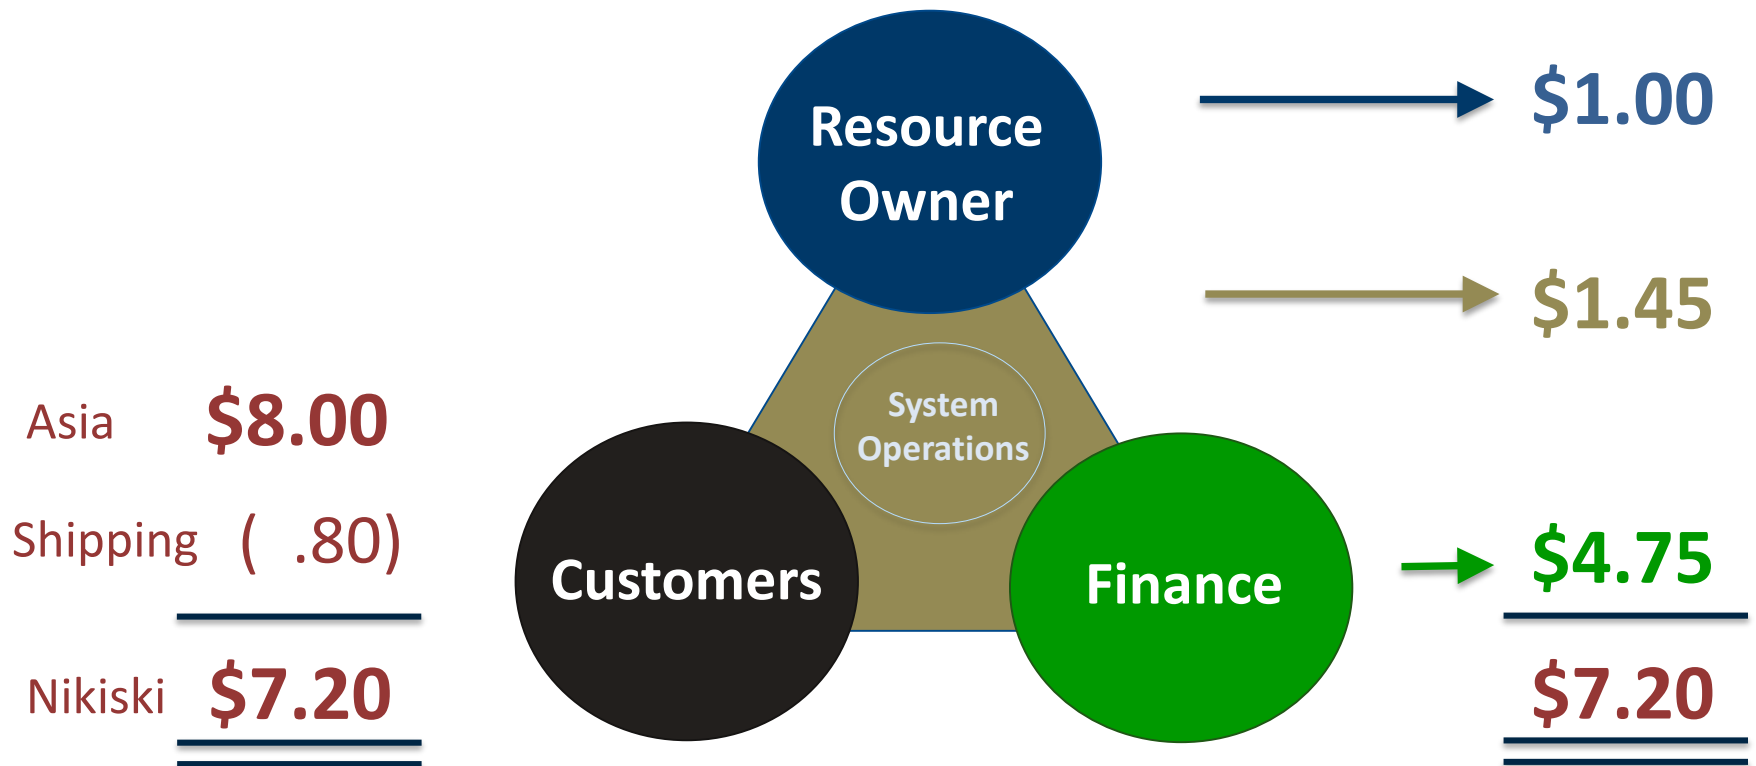 Resource
Owner
$1.00
$1.45
System
Operations
Asia $8.00
Shipping ( .80)
Customers
Finance
$4.75
Nikiski $7.20
$7.20